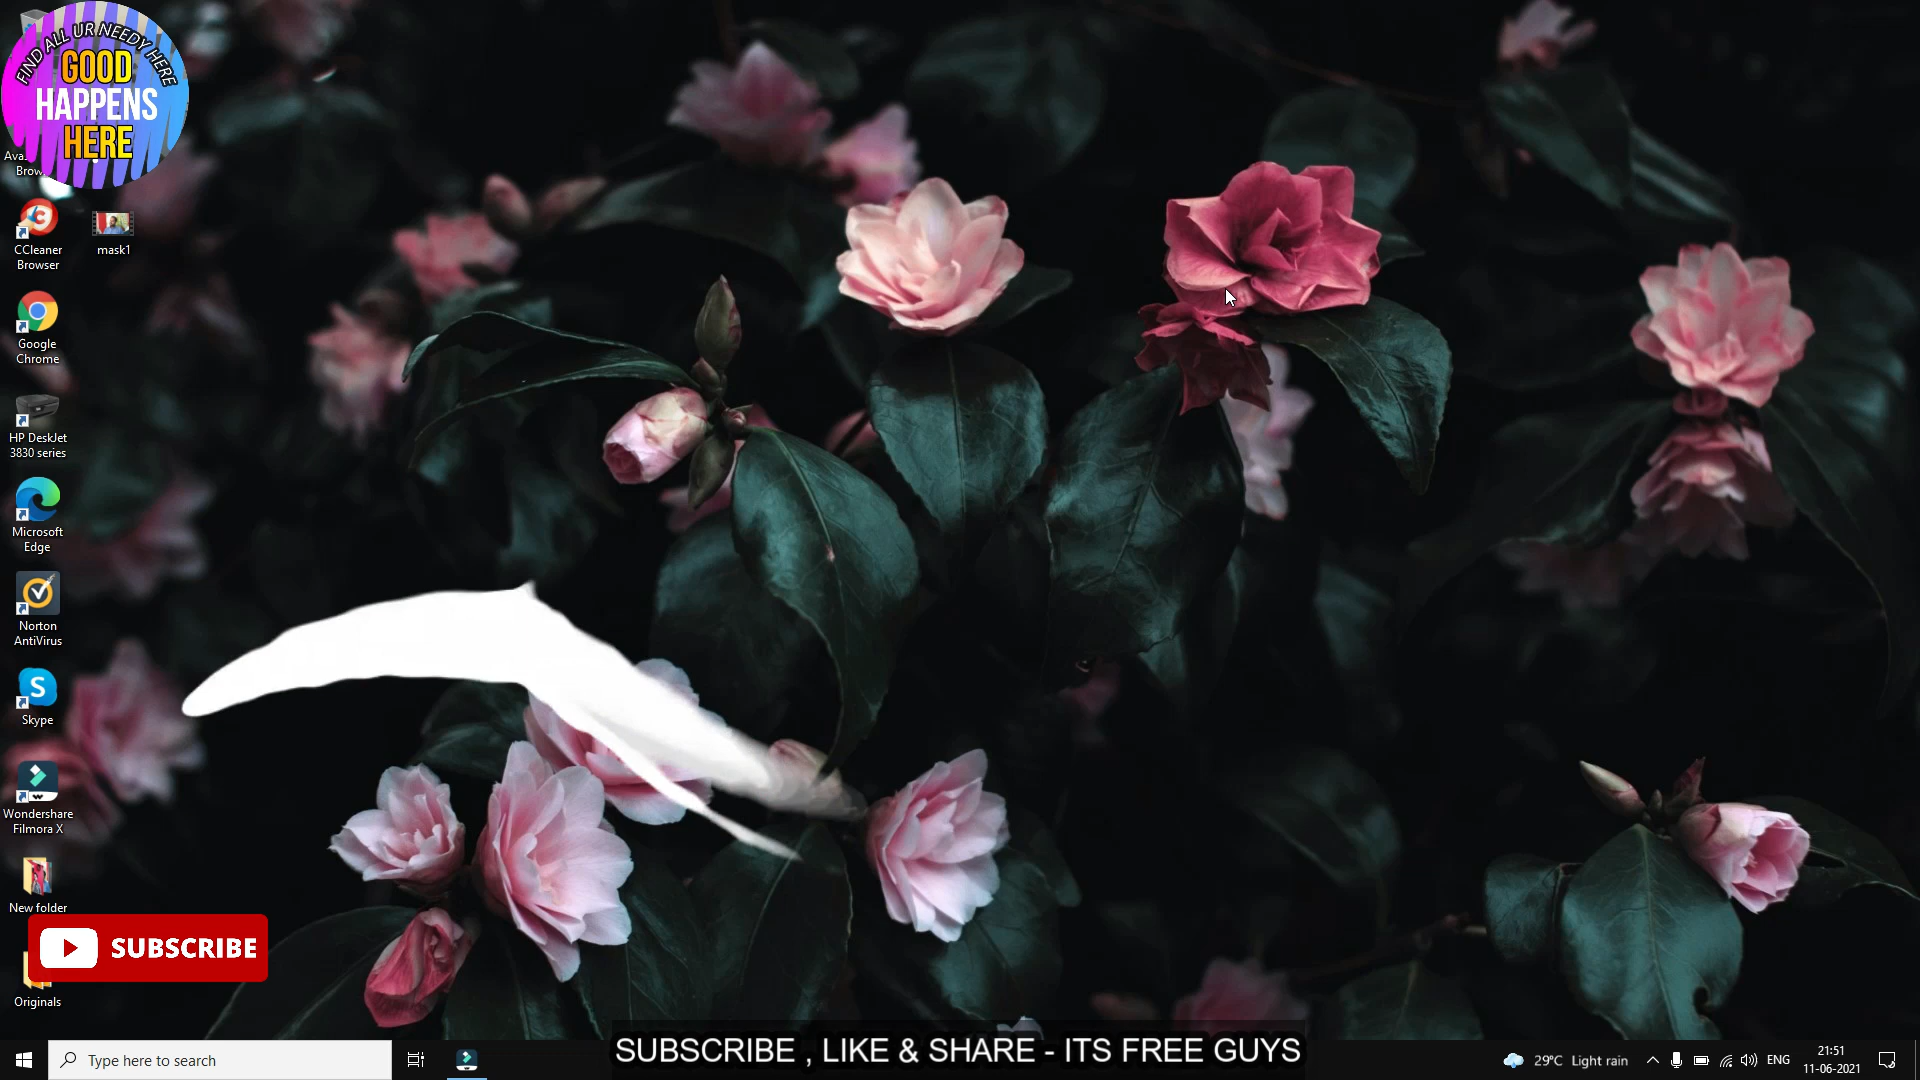 FIND ALL UR NEEDY HERE
GOOD
HAPPENS
HERE
CCleaner
Browser
mask1
Google
Chrome
HP DeskJet
3830 series
Microsoft
Edge
Norton
AntiVirus
Skype
Wondershare
Filmora X
New folder
SUBSCRIBE
Originals
SUBSCRIBE , LIKE & SHARE - ITS FREE GUYS
Type here to search
29°C Light rain
ENG
21:51
11-06-2021